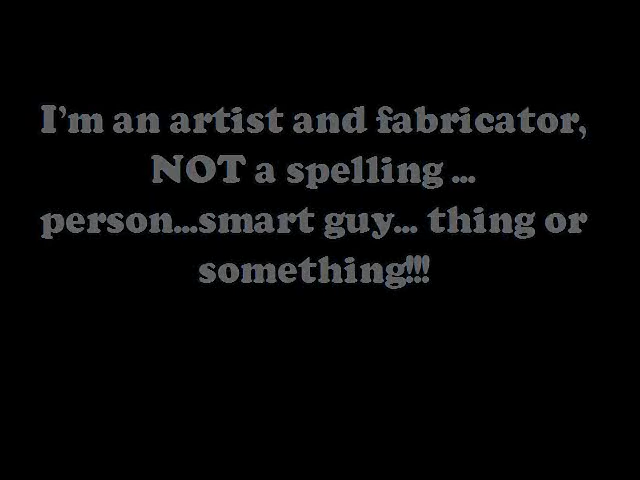 I'm an artist and fabricator,
NOT a spelling ...
person...smart guy... thing or
something!!!